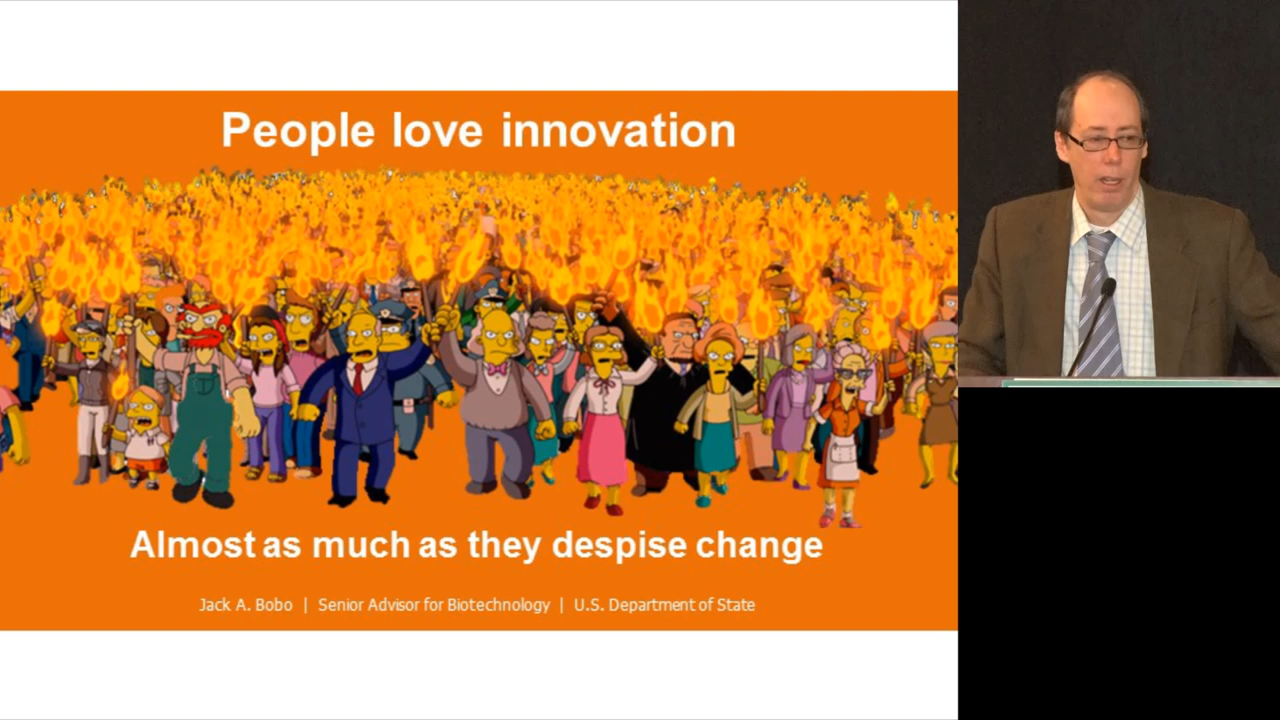 People love innovation
Almost as much as they despise change
Jack A. Bobo | Senior Advisor for Biotechnology | U.S. Department of State